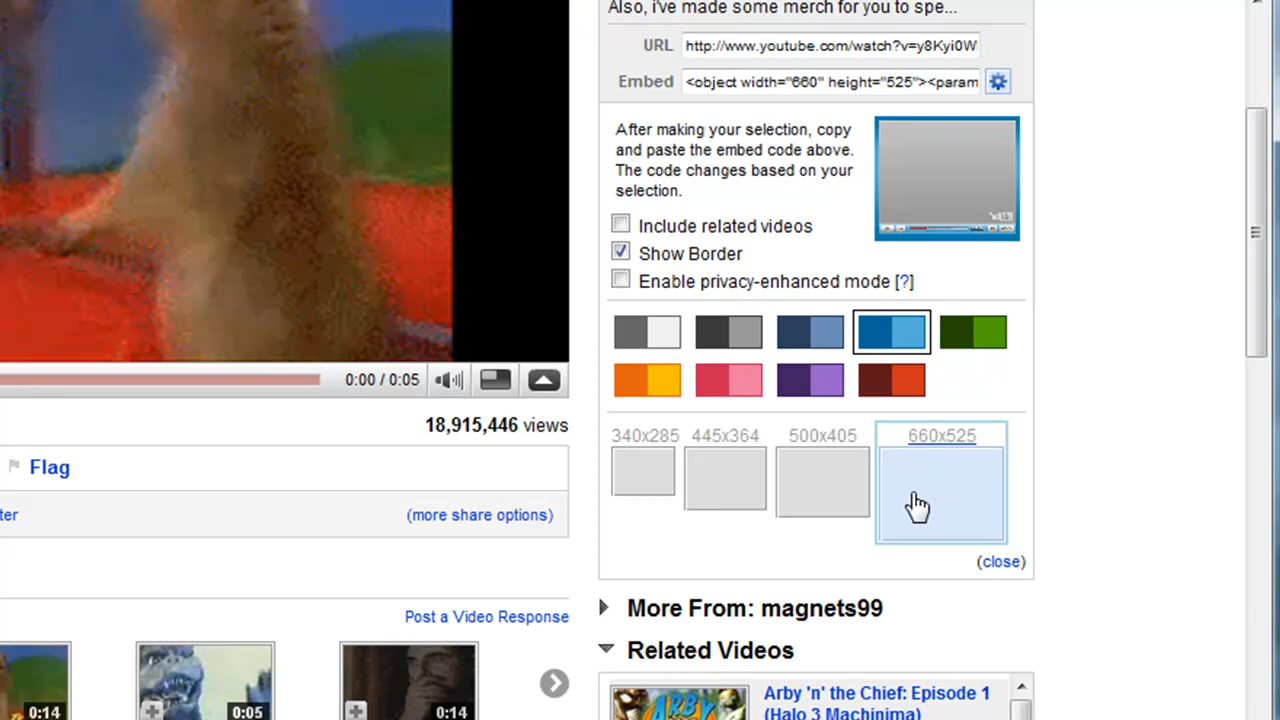 Also, i've made some merch for you to spe...
URL http://www.youtube.com/watch?v=y8Kyi0W
Embed <object width="660" height="525"><param
After making your selection, copy
and paste the embed code above.
The code changes based on your
selection.
Include related videos
Show Border
Enable privacy-enhanced mode [?]
340x285 445x364 500x405 660x525
(close)
0:00 / 0:05
18,915,446 views
Flag
ter
(more share options)
Post a Video Response
0:14
0:05
0:14
More From: magnets99
Related Videos
Arby 'n' the Chief: Episode 1
(Halo 3 Machinima)
ARBY